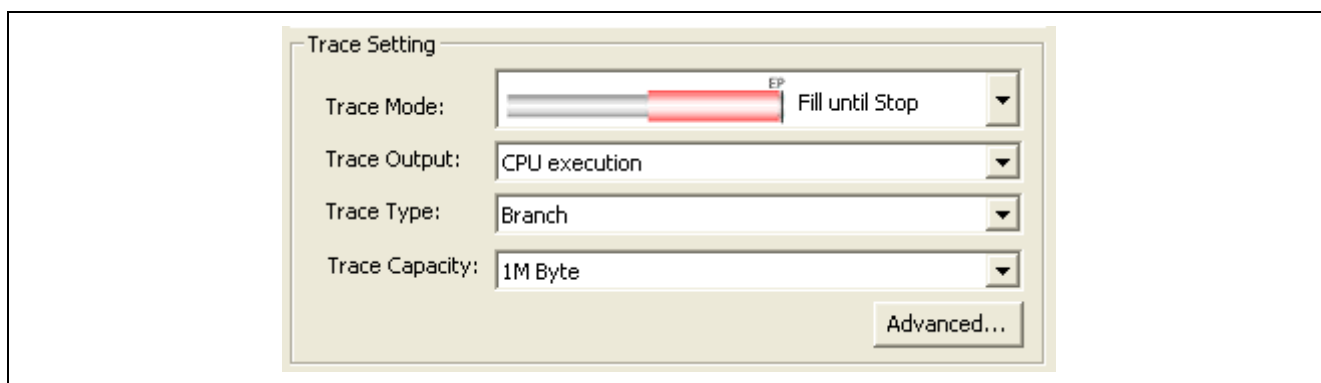 Trace Setting
Trace Mode: EP Fill until Stop
Trace Output: CPU execution
Trace Type: Branch
Trace Capacity: 1M Byte
Advanced...